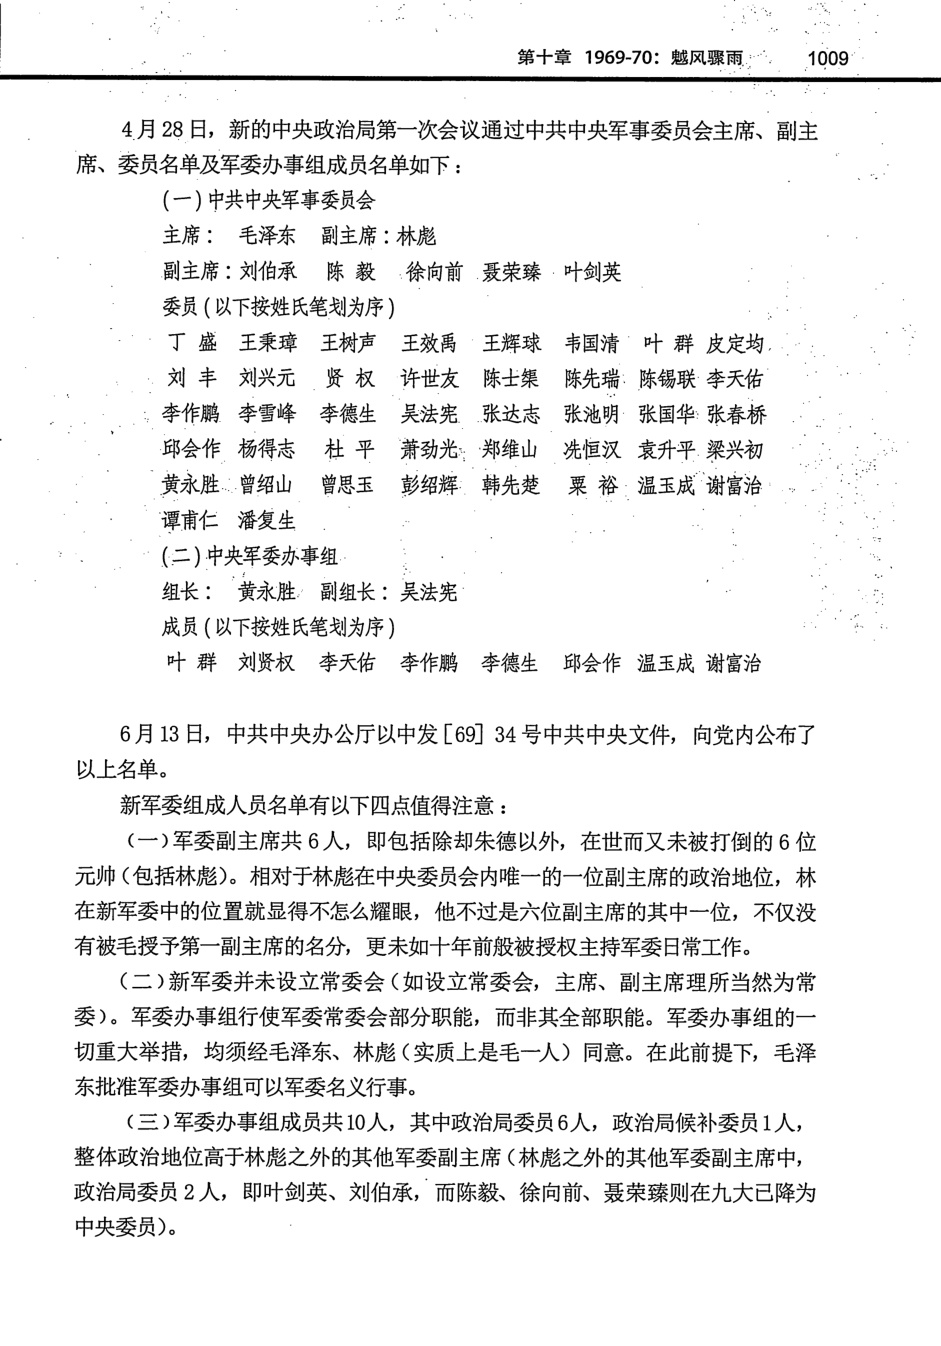 第十章 1969-70：魆风骤雨 1009
4月28日，新的中央政治局第一次会议通过中共中央军事委员会主席、副主
席、委员名单及军委办事组成员名单如下：
(一)中共中央军事委员会
主席： 毛泽东 副主席：林彪
副主席：刘伯承 陈 毅 徐向前 聂荣臻 叶剑英
委员(以下按姓氏笔划为序)
丁 盛 王秉璋 王树声 王效禹 王辉球 韦国清 叶 群 皮定均
刘 丰 刘兴元 贤 权 许世友 陈士榘 陈先瑞 陈锡联 李天佑
李作鹏 李雪峰 李德生 吴法宪 张达志 张池明 张国华 张春桥
邱会作 杨得志 杜 平 萧劲光 郑维山 冼恒汉 袁升平 梁兴初
黄永胜 曾绍山 曾思玉 彭绍辉 韩先楚 粟 裕 温玉成 谢富治
谭甫仁 潘复生
(二)中央军委办事组
组长： 黄永胜 副组长：吴法宪
成员(以下按姓氏笔划为序)
叶 群 刘贤权 李天佑 李作鹏 李德生 邱会作 温玉成 谢富治
6月13日，中共中央办公厅以中发［69］34号中共中央文件，向党内公布了
以上名单。
新军委组成人员名单有以下四点值得注意：
（一）军委副主席共6人，即包括除却朱德以外，在世而又未被打倒的6位
元帅（包括林彪）。相对于林彪在中央委员会内唯一的一位副主席的政治地位，林
在新军委中的位置就显得不怎么耀眼，他不过是六位副主席的其中一位，不仅没
有被毛授予第一副主席的名分，更未如十年前般被授权主持军委日常工作。
（二）新军委并未设立常委会（如设立常委会，主席、副主席理所当然为常
委）。军委办事组行使军委常委会部分职能，而非其全部职能。军委办事组的一
切重大举措，均须经毛泽东、林彪（实质上是毛一人）同意。在此前提下，毛泽
东批准军委办事组可以军委名义行事。
（三）军委办事组成员共10人，其中政治局委员6人，政治局候补委员1人，
整体政治地位高于林彪之外的其他军委副主席（林彪之外的其他军委副主席中，
政治局委员2人，即叶剑英、刘伯承，而陈毅、徐向前、聂荣臻则在九大已降为
中央委员）。